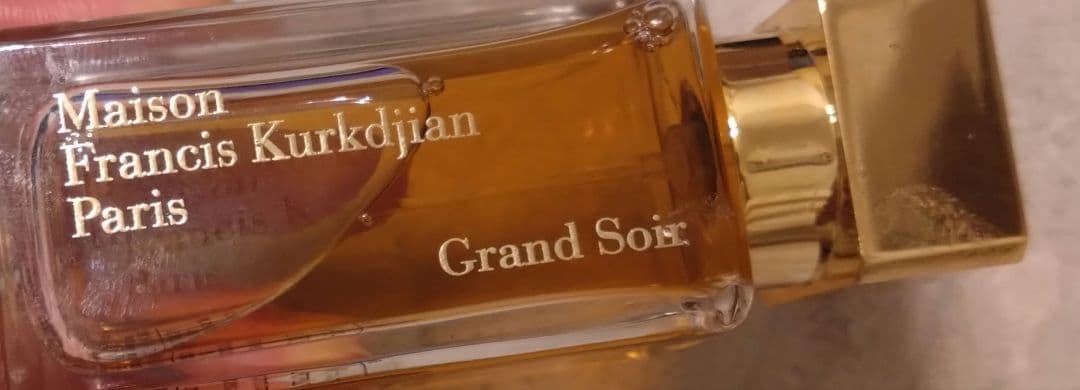 Maison
Francis Kurkdjian
Paris
Grand Soir